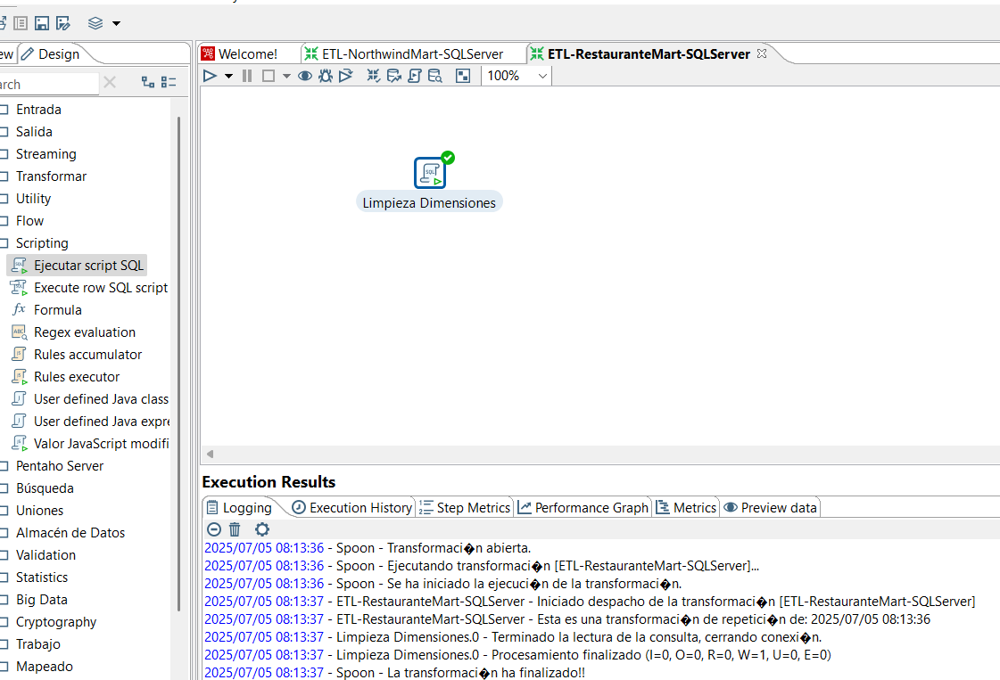 ew
Design
Welcome!
ETL-NorthwindMart-SQLServer
ETL-RestauranteMart-SQLServer
arch
100%
Entrada
Salida
Streaming
Transformar
Utility
Flow
Scripting
Ejecutar script SQL
Execute row SQL script
Formula
Regex evaluation
Rules accumulator
Rules executor
User defined Java class
User defined Java expre
Valor JavaScript modifi
Pentaho Server
Búsqueda
Uniones
Almacén de Datos
Validation
Statistics
Big Data
Cryptography
Trabajo
Mapeado
SQL
Limpieza Dimensiones
Execution Results
Logging
Execution History
Step Metrics
Performance Graph
Metrics
Preview data
2025/07/05 08:13:36 - Spoon - Transformaci�n abierta.
2025/07/05 08:13:36 - Spoon - Ejecutando transformaci�n [ETL-RestauranteMart-SQLServer]...
2025/07/05 08:13:36 - Spoon - Se ha iniciado la ejecuci�n de la transformaci�n.
2025/07/05 08:13:37 - ETL-RestauranteMart-SQLServer - Iniciado despacho de la transformaci�n [ETL-RestauranteMart-SQLServer]
2025/07/05 08:13:37 - ETL-RestauranteMart-SQLServer - Esta es una transformaci�n de repetici�n de: 2025/07/05 08:13:36
2025/07/05 08:13:37 - Limpieza Dimensiones.0 - Terminado la lectura de la consulta, cerrando conexi�n.
2025/07/05 08:13:37 - Limpieza Dimensiones.0 - Procesamiento finalizado (I=0, O=0, R=0, W=1, U=0, E=0)
2025/07/05 08:13:37 - Spoon - La transformaci�n ha finalizado!!